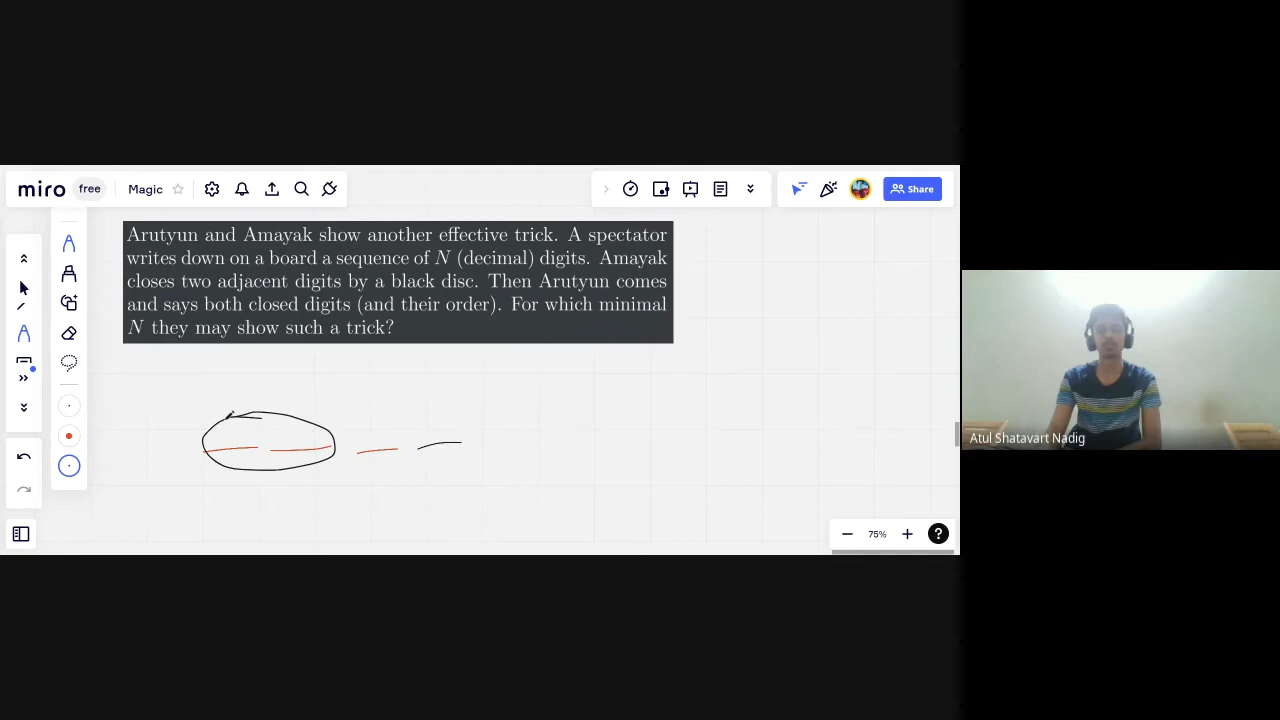 miro free Magic Share
Arutyun and Amayak show another effective trick. A spectator
writes down on a board a sequence of N (decimal) digits. Amayak
closes two adjacent digits by a black disc. Then Arutyun comes
and says both closed digits (and their order). For which minimal
N they may show such a trick?
Atul Shatavart Nadig
75%